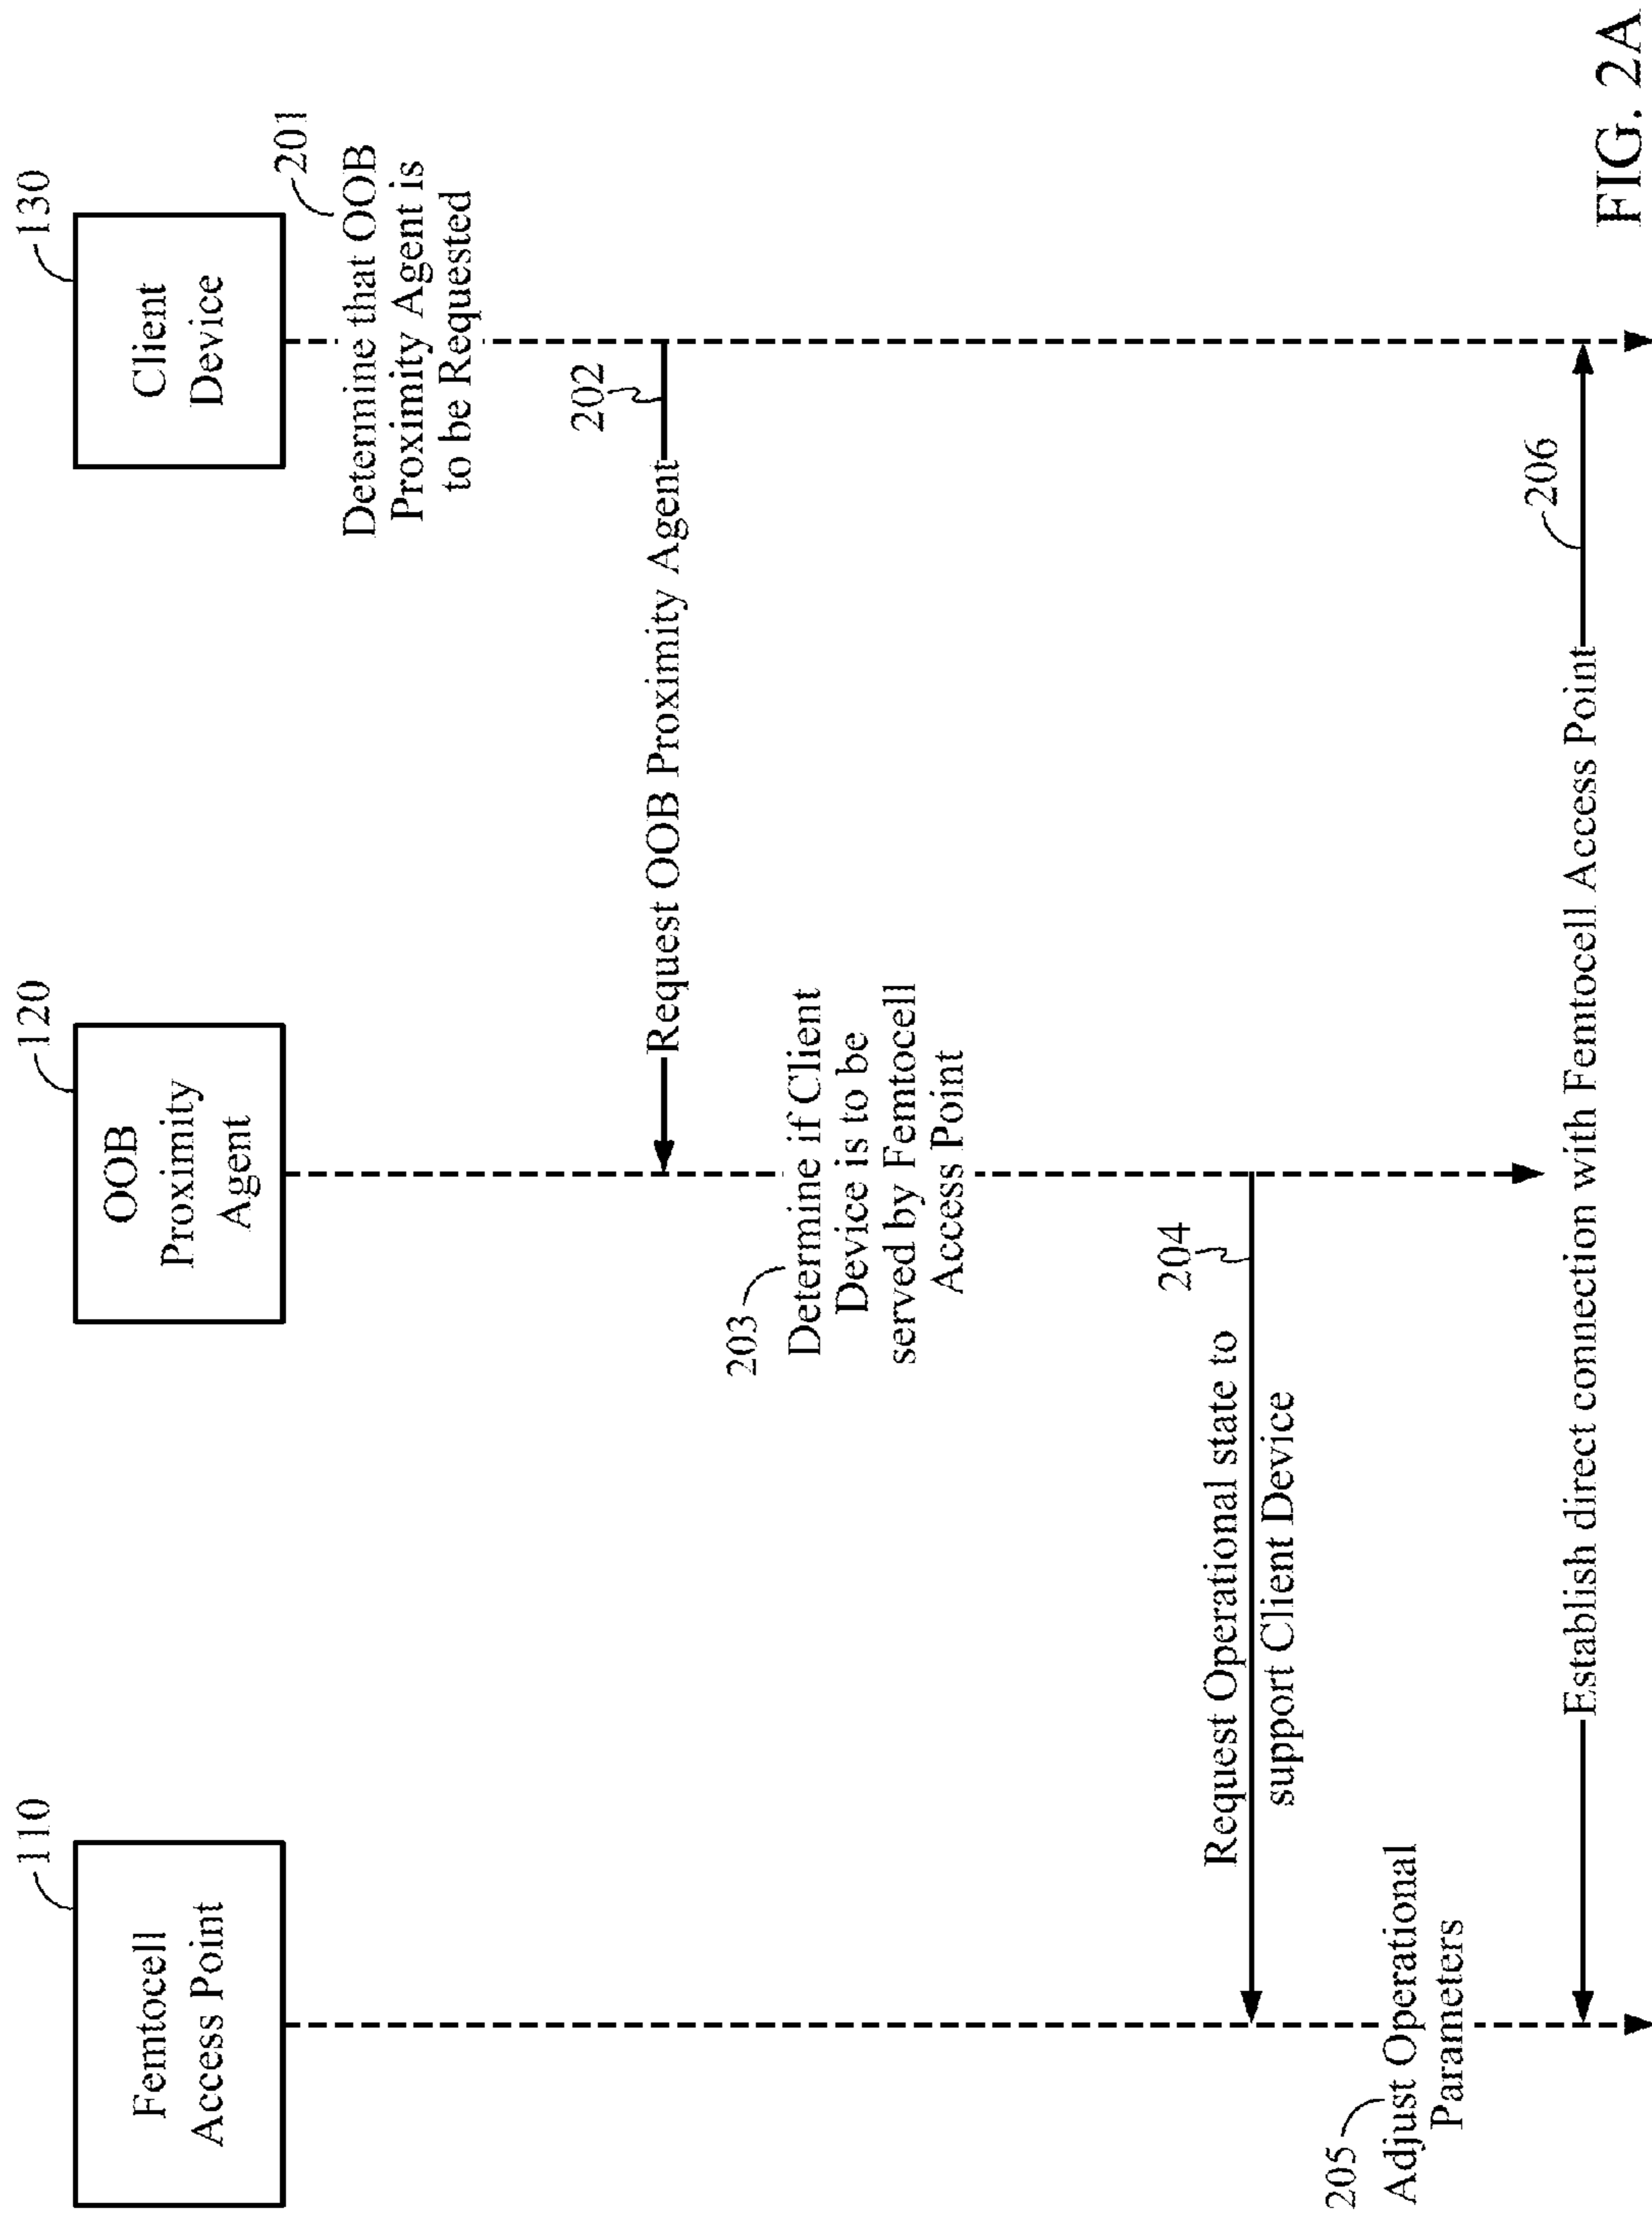 110
Femtocell
Access Point
120
OOB
Proximity
Agent
130
Client
Device
201
Determine that OOB
Proximity Agent is
to be Requested
202
Request OOB Proximity Agent
203
Determine if Client
Device is to be
served by Femtocell
Access Point
204
Request Operational state to
support Client Device
205
Adjust Operational
Parameters
206
Establish direct connection with Femtocell Access Point
FIG. 2A